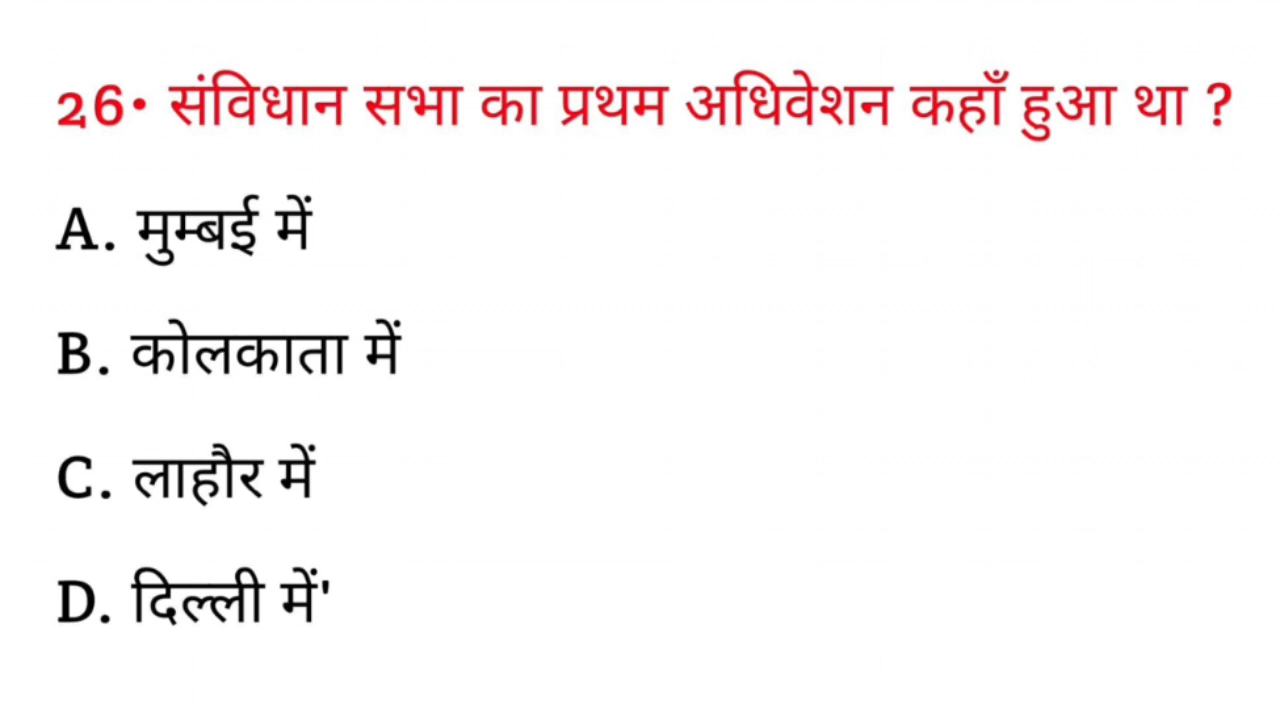 26• संविधान सभा का प्रथम अधिवेशन कहाँ हुआ था ?
A. मुम्बई में
B. कोलकाता में
C. लाहौर में
D. दिल्ली में'